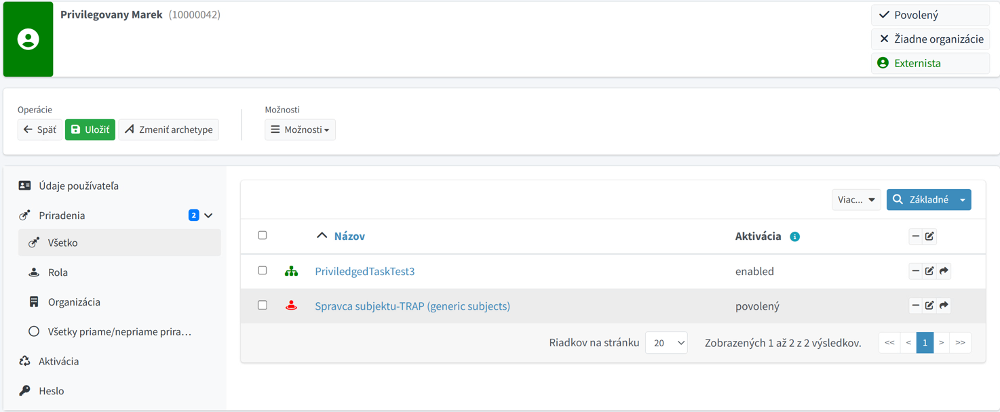 Privilegovany Marek (10000042)
Povolený
Žiadne organizácie
Externista
Operácie
Možnosti
Späť
Uložiť
Zmeniť archetype
Možnosti
Údaje používateľa
Priradenia 2
Všetko
Rola
Organizácia
Všetky priame/nepriame prira...
Aktivácia
Heslo
Viac... Základné
Názov Aktivácia
PriviledgedTaskTest3 enabled
Spravca subjektu-TRAP (generic subjects) povolený
Riadkov na stránku 20 Zobrazených 1 až 2 z 2 výsledkov. << < 1 > >>